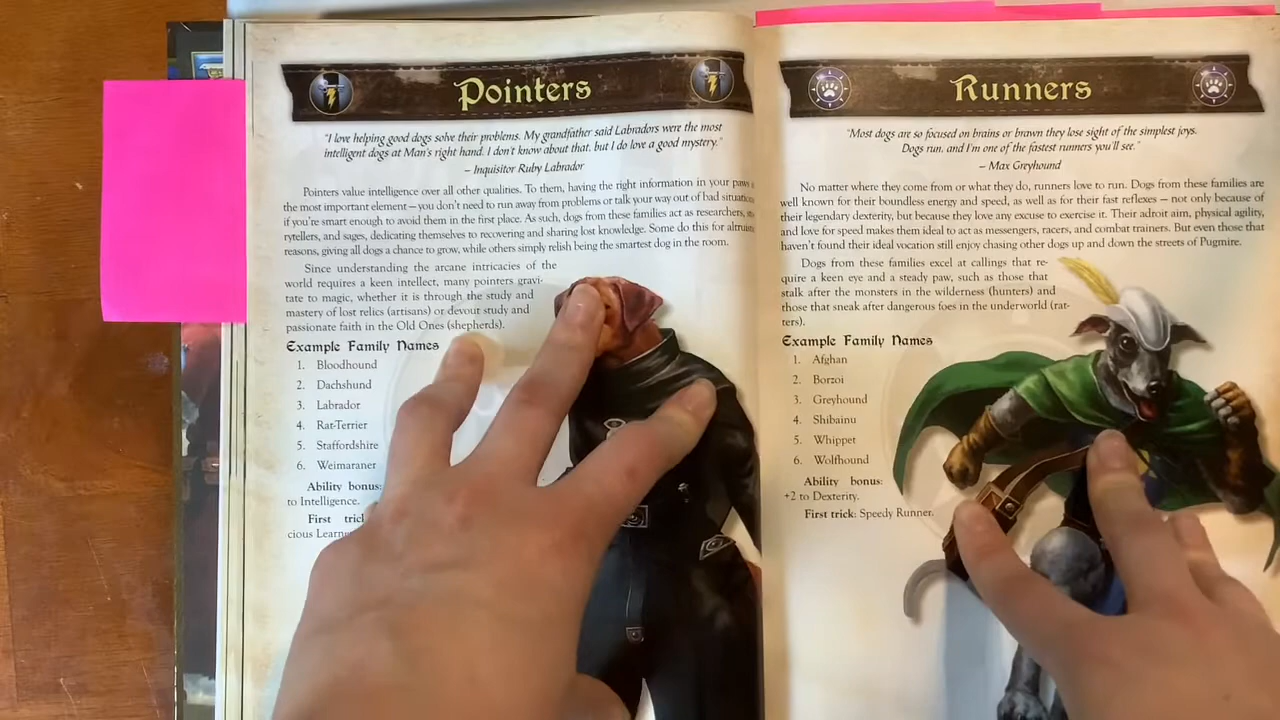 Pointers
"I love helping good dogs solve their problems. My grandfather said Labradors were the most
intelligent dogs at Man's right hand. I don't know about that, but I do love a good mystery."
– Inquisitor Ruby Labrador
Pointers value intelligence over all other qualities. To them, having the right information in your paws
the most important element—you don't need to run away from problems or talk your way out of bad
if you're smart enough to avoid them in the first place. As such, dogs from these families act as researchers,
rytellers, and sages, dedicating themselves to recovering and sharing lost knowledge. Some do this for
reasons, giving all dogs a chance to grow, while others simply relish being the smartest dog in the room.
Since understanding the arcane intricacies of the
world requires a keen intellect, many pointers gravi-
tate to magic, whether it is through the study and
mastery of lost relics (artisans) or devout study and
passionate faith in the Old Ones (shepherds).
Example Family Names
1. Bloodhound
2. Dachshund
3. Labrador
4. Rat-Terrier
5. Staffordshire
6. Weimaraner
Ability bonus:
to Intelligence.
First
cious
Runners
"Most dogs are so focused on brains or brawn they lose sight of the simplest joys.
Dogs run, and I'm one of the fastest runners you'll see."
– Max Greyhound
No matter where they come from or what they do, runners love to run. Dogs from these families are
well known for their boundless energy and speed, as well as for their fast reflexes – not only because of
their legendary dexterity, but because they love any excuse to exercise it. Their adroit aim, physical agility,
and love for speed makes them ideal to act as messengers, racers, and combat trainers. But even those that
haven't found their ideal vocation still enjoy chasing other dogs up and down the streets of Pugmire.
Dogs from these families excel at callings that re-
quire a keen eye and a steady paw, such as those that
stalk after the monsters in the wilderness (hunters) and
those that sneak after dangerous foes in the underworld (rat-
ters).
Example Family Names
1. Afghan
2. Borzoi
3. Greyhound
4. Shibainu
5. Whippet
6. Wolfhound
Ability bonus:
+2 to Dexterity.
First trick: Speedy Runner.